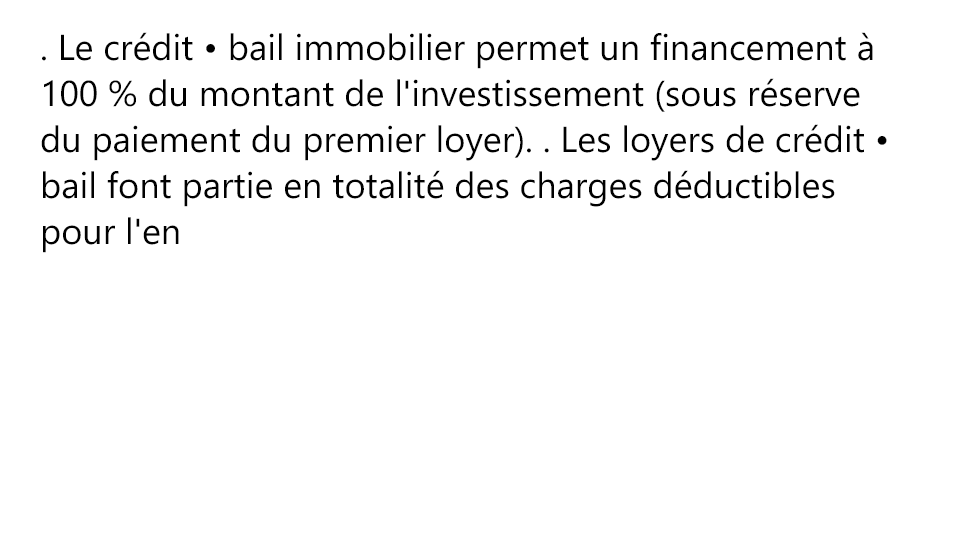 . Le crédit • bail immobilier permet un financement à
100 % du montant de l'investissement (sous réserve
du paiement du premier loyer). . Les loyers de crédit •
bail font partie en totalité des charges déductibles
pour l'en